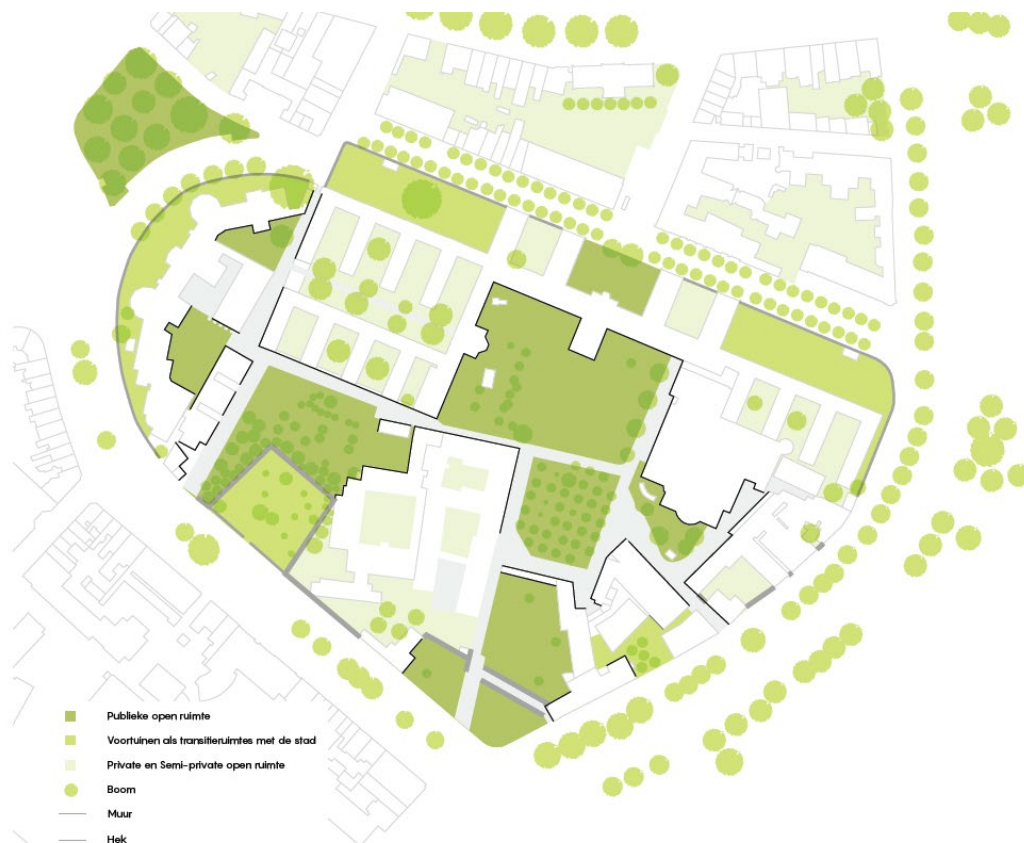 Publieke open ruimte
Voortuinen als transitieruimtes met de stad
Private en Semi-private open ruimte
Boom
Muur
Hek